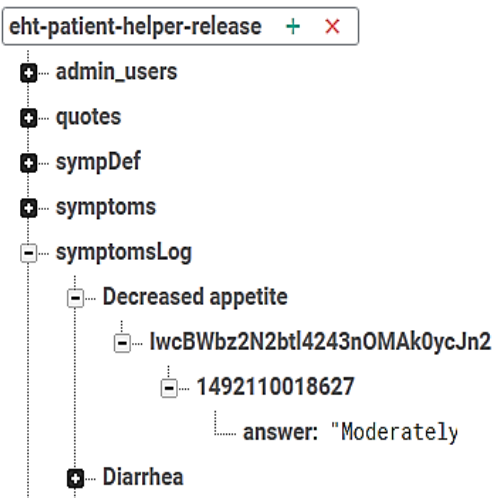 eht-patient-helper-release + ×
admin_users
quotes
sympDef
symptoms
symptomsLog
Decreased appetite
IwcBWbz2N2btl4243nOMAk0ycJn2
1492110018627
answer: "Moderately
Diarrhea